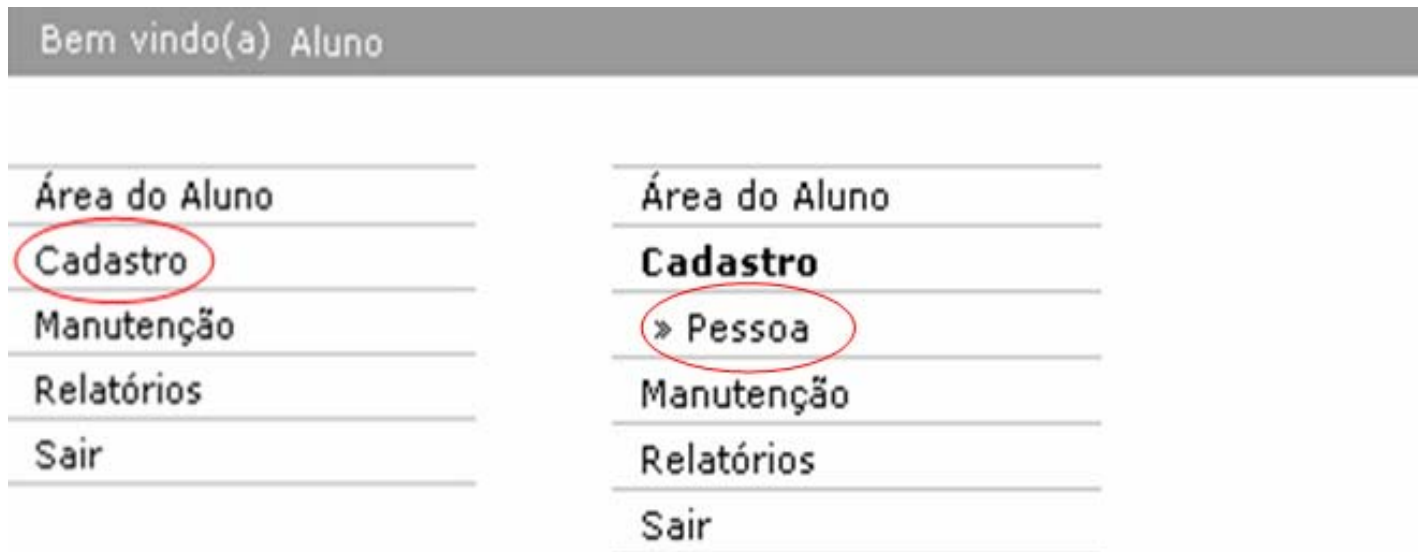 Bem vindo(a) Aluno
Área do Aluno
Cadastro
Manutenção
Relatórios
Sair
Área do Aluno
Cadastro
» Pessoa
Manutenção
Relatórios
Sair